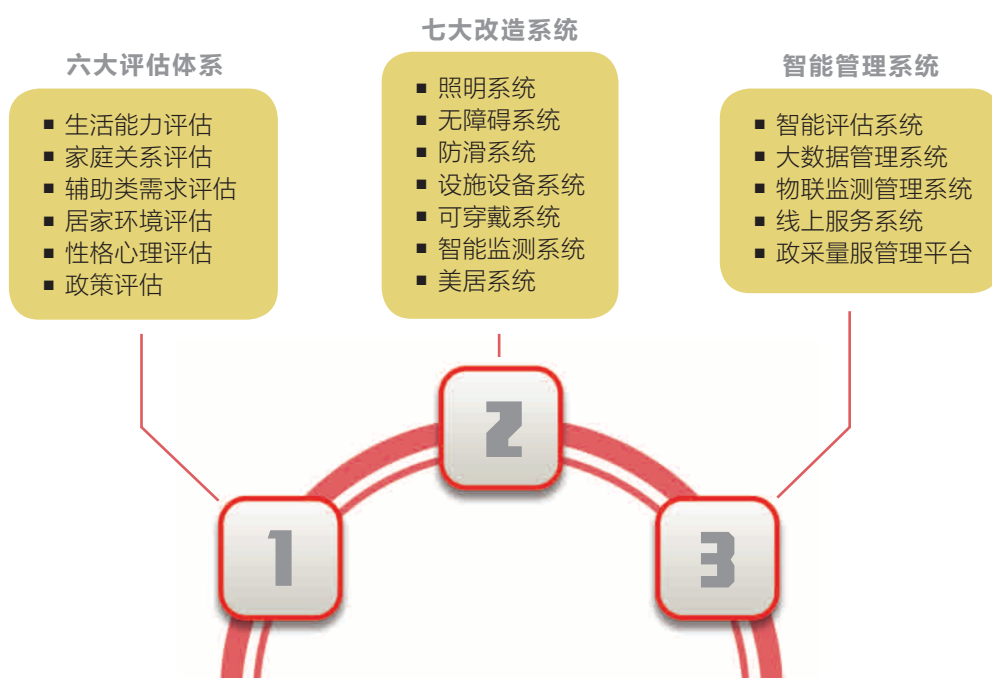 六大评估体系
■ 生活能力评估
■ 家庭关系评估
■ 辅助类需求评估
■ 居家环境评估
■ 性格心理评估
■ 政策评估
七大改造系统
■ 照明系统
■ 无障碍系统
■ 防滑系统
■ 设施设备系统
■ 可穿戴系统
■ 智能监测系统
■ 美居系统
智能管理系统
■ 智能评估系统
■ 大数据管理系统
■ 物联监测管理系统
■ 线上服务系统
■ 政采量服管理平台
1
2
3